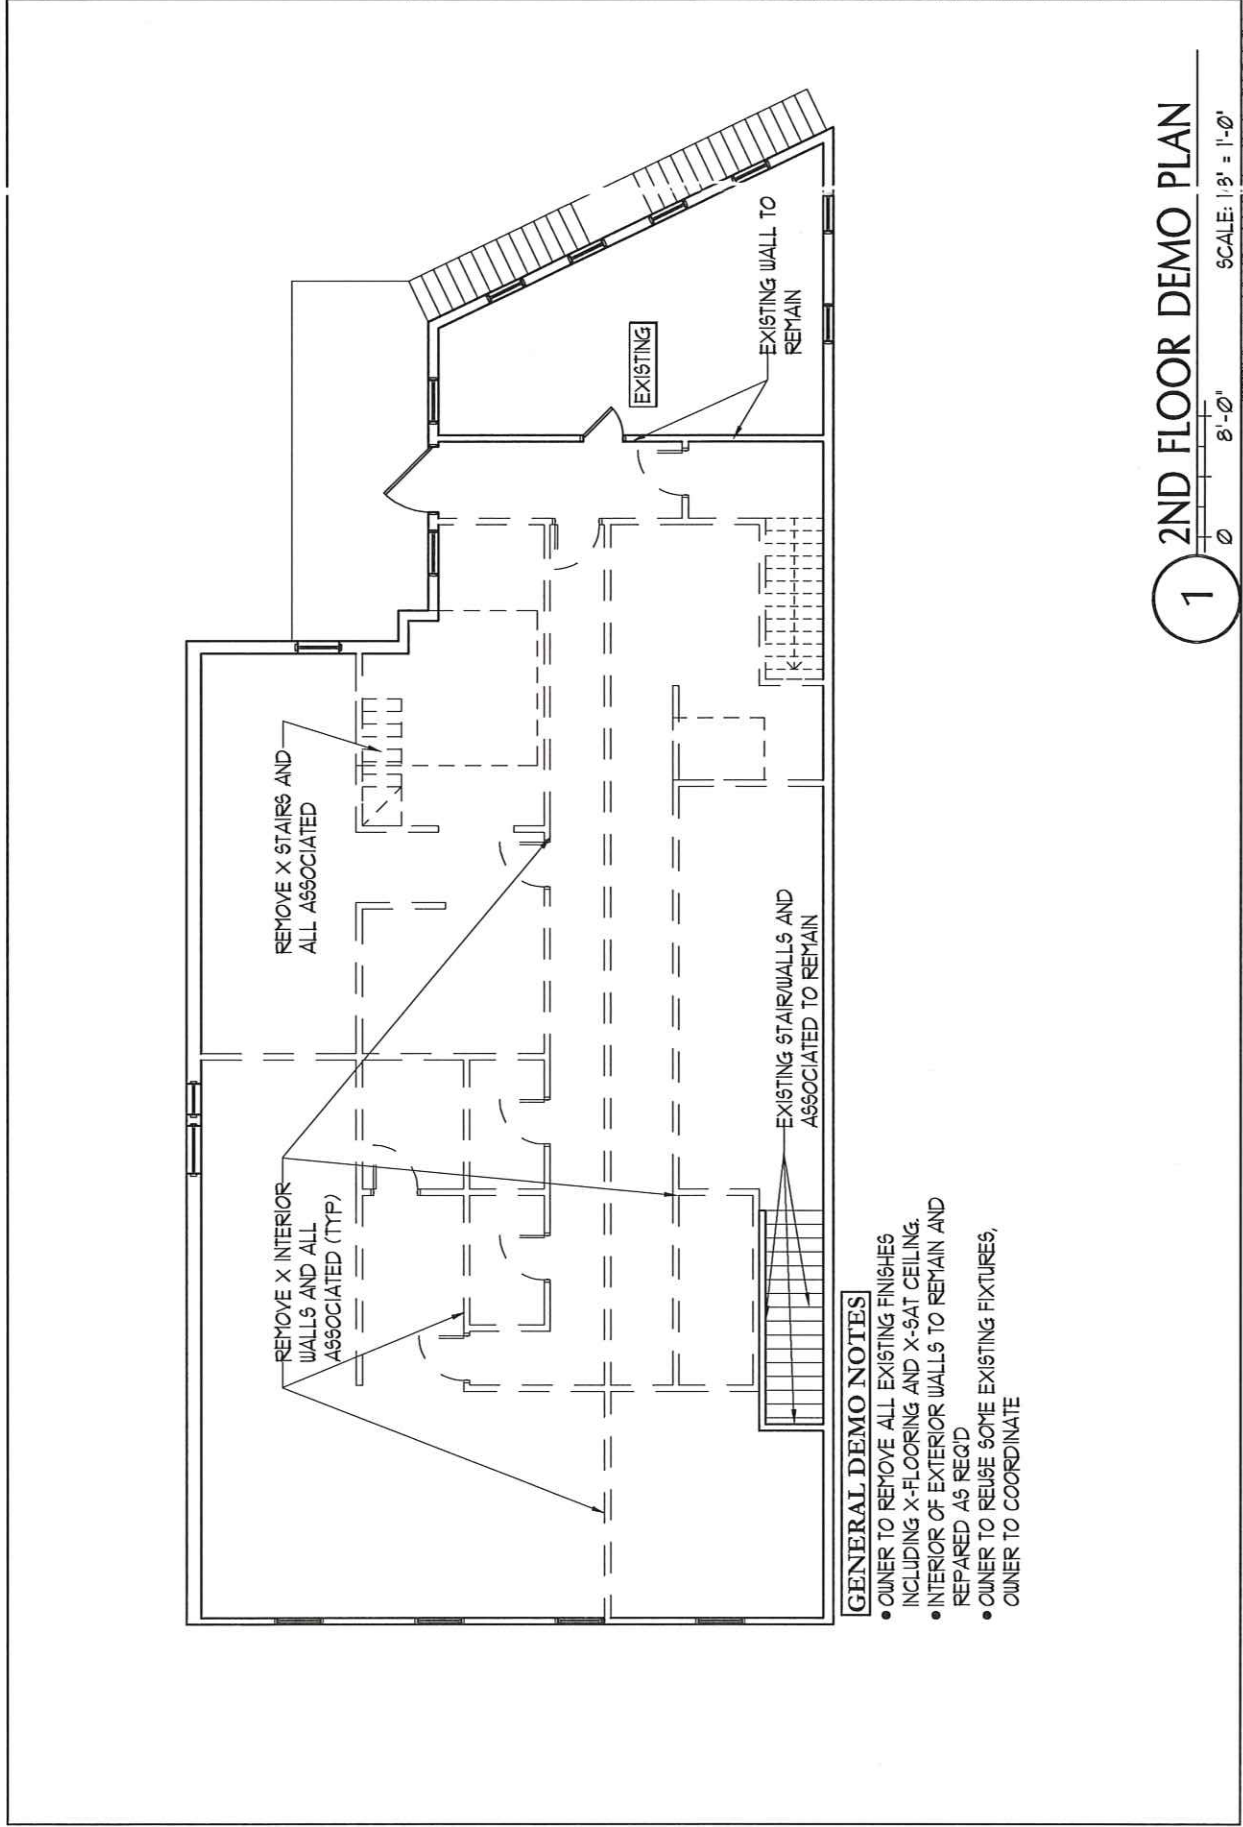 REMOVE X INTERIOR
WALLS AND ALL
ASSOCIATED (TYP)
REMOVE X STAIRS AND
ALL ASSOCIATED
EXISTING
EXISTING WALL TO
REMAIN
EXISTING STAIR/WALLS AND
ASSOCIATED TO REMAIN
GENERAL DEMO NOTES
• OWNER TO REMOVE ALL EXISTING FINISHES
INCLUDING X-FLOORING AND X-SAT CEILING.
• INTERIOR OF EXTERIOR WALLS TO REMAIN AND
REPARED AS REQ'D
• OWNER TO REUSE SOME EXISTING FIXTURES,
OWNER TO COORDINATE
1
2ND FLOOR DEMO PLAN
0 8'-0" SCALE: 1/8" = 1'-0"